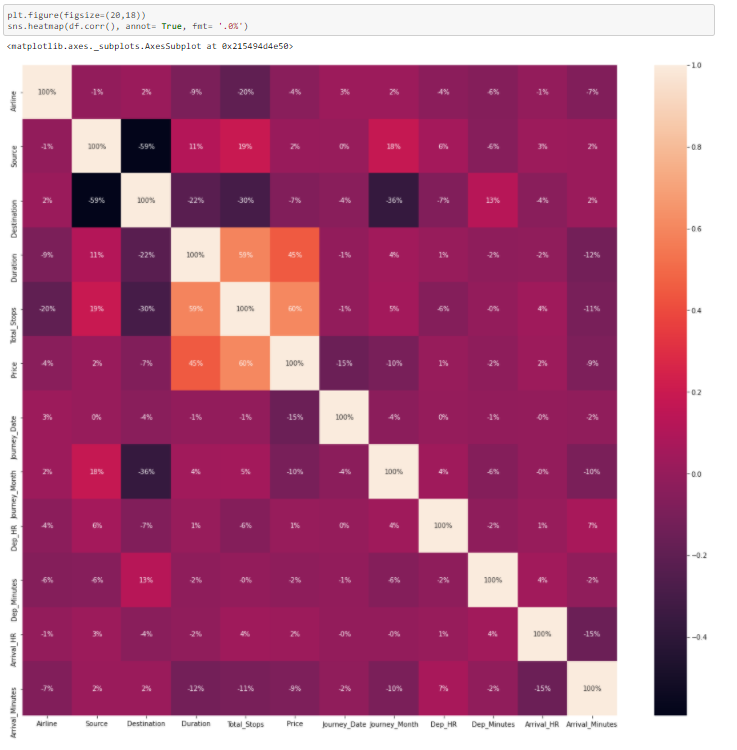 plt.figure(figsize=(20,18))
sns.heatmap(df.corr(), annot= True, fmt= '.0%')
<matplotlib.axes._subplots.AxesSubplot at 0x215494d4e50>
Airline 100% -1% 2% -9% -20% -4% 3% 2% -4% -6% -1% -7%
Source -1% 100% -59% 11% 19% 2% 0% 18% 6% -6% 3% 2%
Destination 2% -59% 100% -22% -30% -7% -4% -36% -7% 13% -4% 2%
Duration -9% 11% -22% 100% 59% 45% -1% 4% 1% -2% -2% -12%
Total_Stops -20% 19% -30% 59% 100% 60% -1% 5% -6% -0% 4% -11%
Price -4% 2% -7% 45% 60% 100% -15% -10% 1% -2% 2% -9%
Journey_Date 3% 0% -4% -1% -1% -15% 100% -4% 0% -1% -0% -2%
Journey_Month 2% 18% -36% 4% 5% -10% -4% 100% 4% -6% -0% -10%
Dep_HR -4% 6% -7% 1% -6% 1% 0% 4% 100% -2% 1% 7%
Dep_Minutes -6% -6% 13% -2% -0% -2% -1% -6% -2% 100% 4% -2%
Arrival_HR -1% 3% -4% -2% 4% 2% -0% -0% 1% 4% 100% -15%
Arrival_Minutes -7% 2% 2% -12% -11% -9% -2% -10% 7% -2% -15% 100%
Airline Source Destination Duration Total_Stops Price Journey_Date Journey_Month Dep_HR Dep_Minutes Arrival_HR Arrival_Minutes
1.0
0.8
0.6
0.4
0.2
0.0
−0.2
−0.4